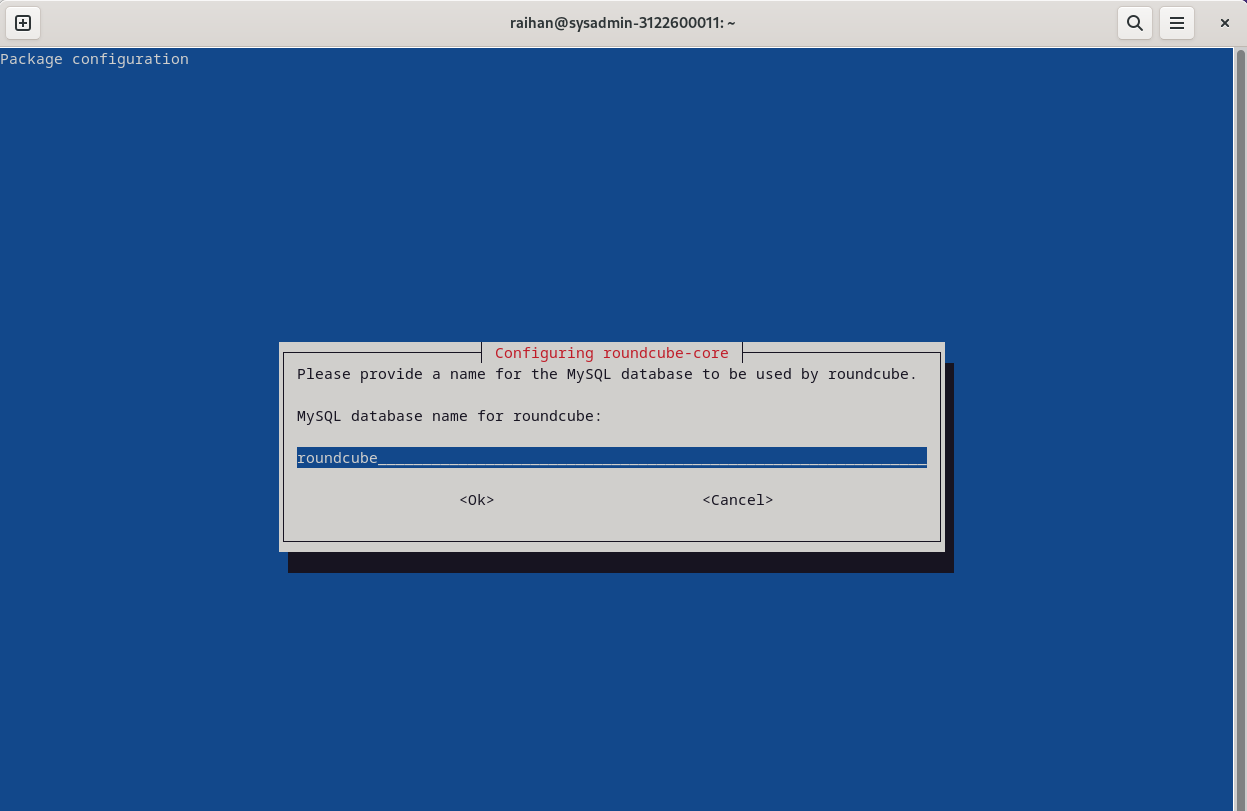 raihan@sysadmin-3122600011: ~
Package configuration
Configuring roundcube-core
Please provide a name for the MySQL database to be used by roundcube.
MySQL database name for roundcube:
roundcube
<Ok> <Cancel>